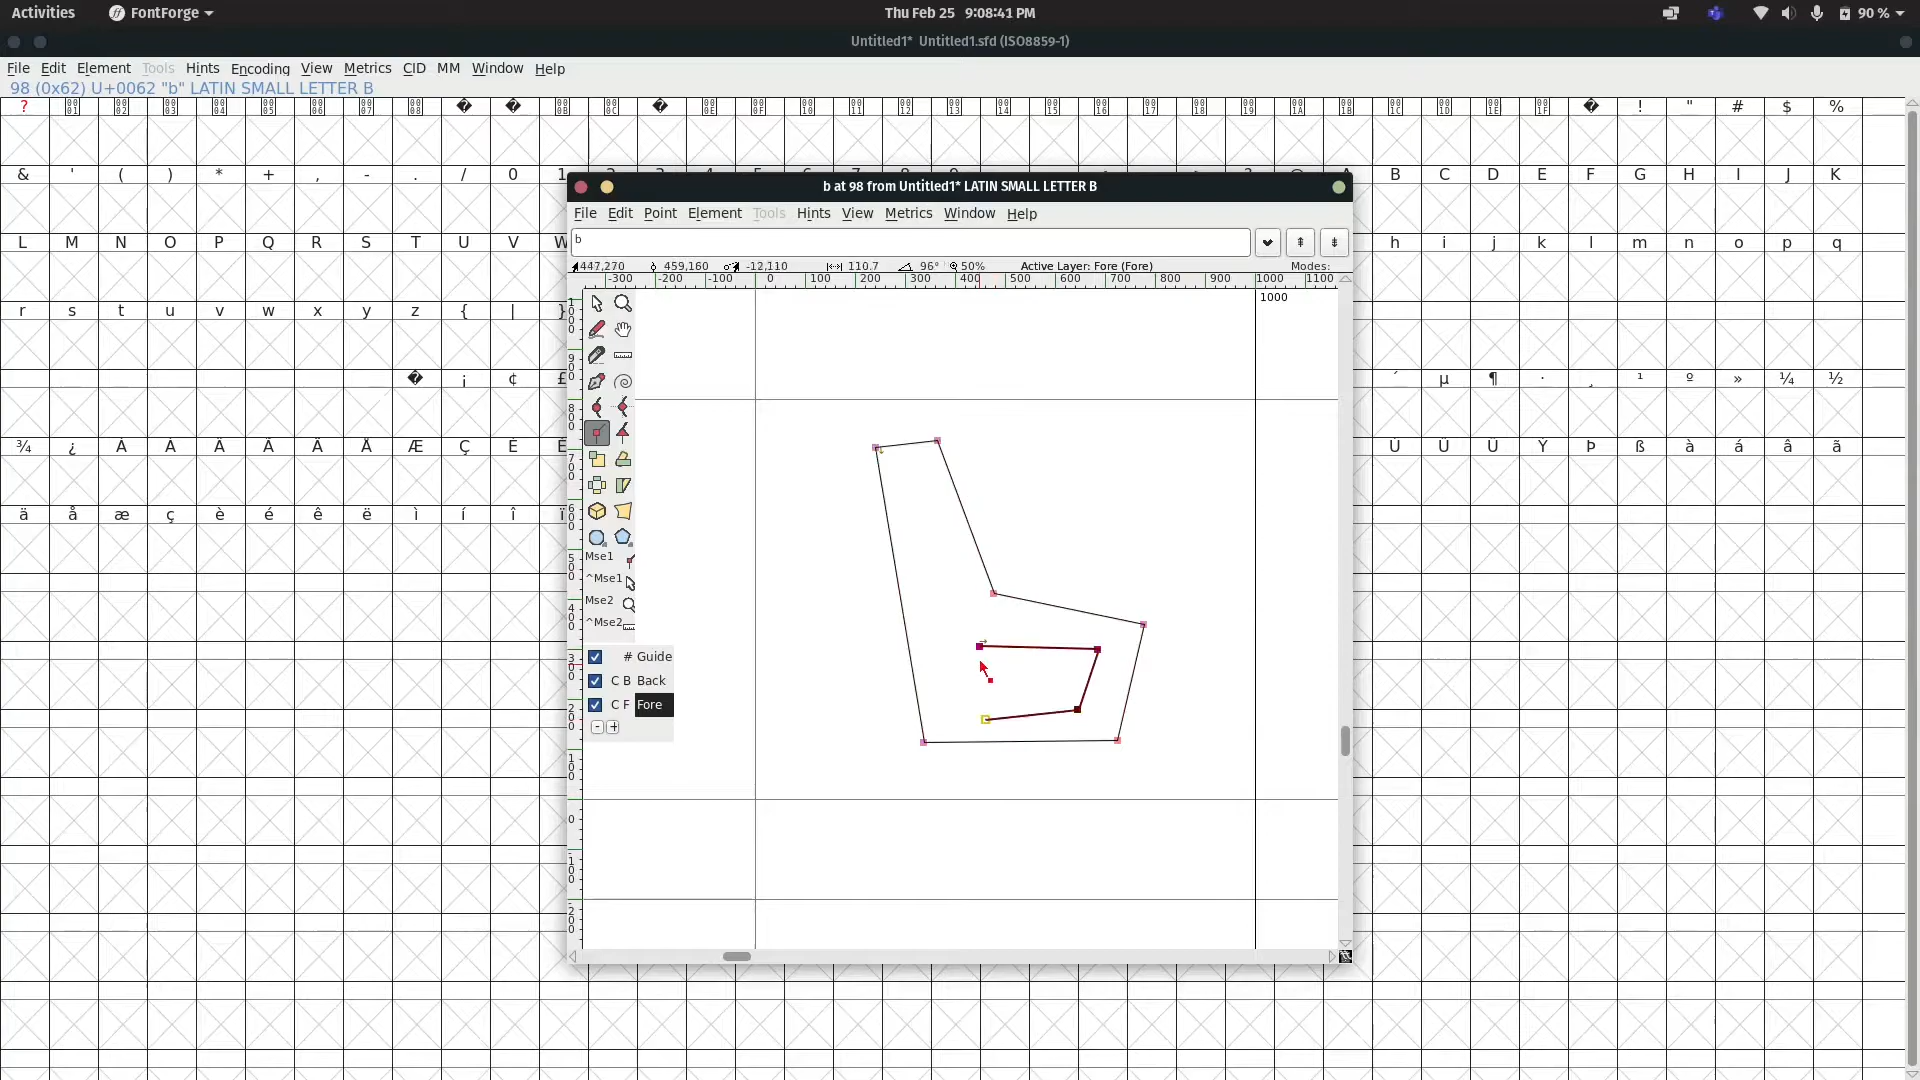 Activities FontForge Thu Feb 25 9:08:41 PM 90 %
Untitled1* Untitled1.sfd (ISO8859-1)
File Edit Element Tools Hints Encoding View Metrics CID MM Window Help
98 (0x62) U+0062 "b" LATIN SMALL LETTER B
? � � � � ! " # $ %
& ' ( ) * + , - . / 0 B C D E F G H I J K
b at 98 from Untitled1* LATIN SMALL LETTER B
File Edit Point Element Tools Hints View Metrics Window Help
b
L M N O P Q R S T U V W h i j k l m n o p q
447,270 459,160 -12,110 110.7 96° 50% Active Layer: Fore (Fore) Modes:
-300 -200 -100 0 100 200 300 400 500 600 700 800 900 1000 1100
1000
r s t u v w x y z { | }
� ¡ ¢ £ ´ µ ¶ · ¸ ¹ º » ¼ ½
¾ ¿ Æ Ç Þ ß à á â ã
ä å æ ç è é ê ë ì í î ï
Mse1
^Mse1
Mse2
^Mse2
# Guide
C B Back
C F Fore
- +